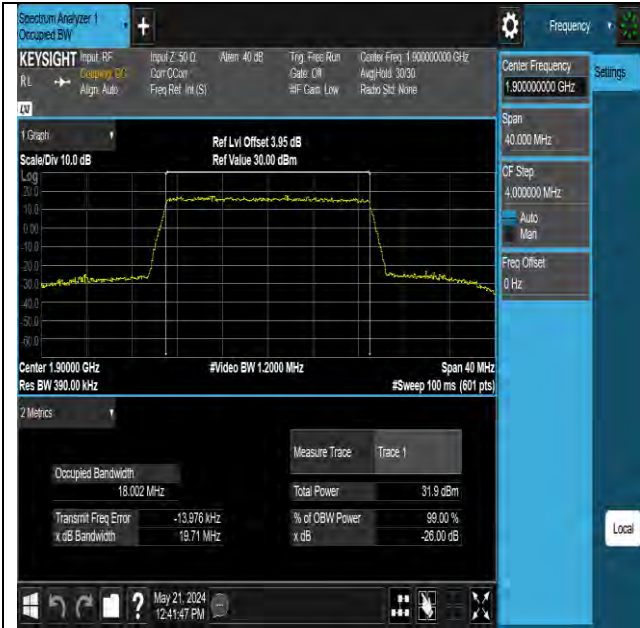 Spectrum Analyzer 1
Occupied BW
+
Frequency
KEYSIGHT
RL
Input: RF
Coupling: DC
Align: Auto
Input Z: 50 Ω
Corr CCorr
Freq Ref: Int (S)
Atten: 40 dB
Trig: Free Run
Gate: Off
#IF Gain: Low
Center Freq: 1.900000000 GHz
Avg|Hold: 30/30
Radio Std: None
Center Frequency
1.900000000 GHz
Settings
Span
40.000 MHz
CF Step
4.000000 MHz
Auto
Man
Freq Offset
0 Hz
Local
1 Graph
Scale/Div 10.0 dB
Ref Lvl Offset 3.95 dB
Ref Value 30.00 dBm
Log
20.0
10.0
0.00
-10.0
-20.0
-30.0
-40.0
-50.0
-60.0
Center 1.90000 GHz
#Video BW 1.2000 MHz
Span 40 MHz
Res BW 390.00 kHz
#Sweep 100 ms (601 pts)
2 Metrics
Measure Trace
Trace 1
Occupied Bandwidth
18.002 MHz
Total Power
31.9 dBm
Transmit Freq Error
-13.976 kHz
% of OBW Power
99.00 %
x dB Bandwidth
19.71 MHz
x dB
-26.00 dB
?
May 21, 2024
12:41:47 PM